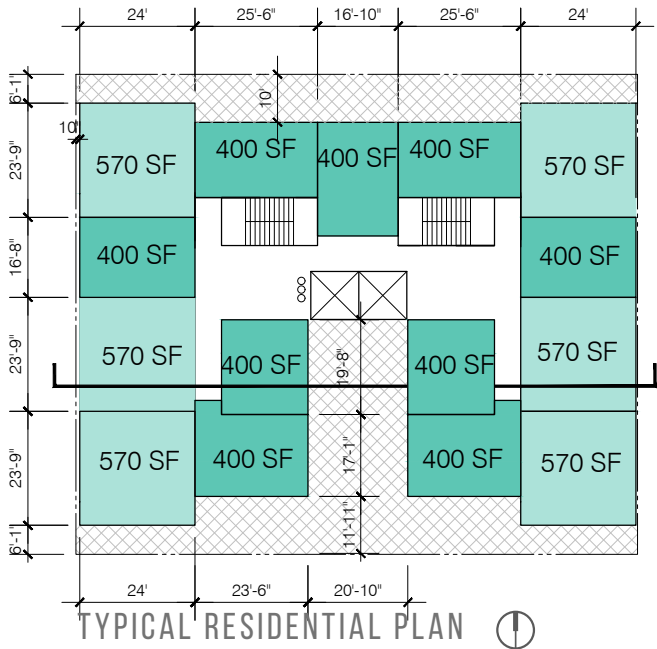 24' 25'-6" 16'-10" 25'-6" 24'
6'-1"
10'
10"
23'-9"
570 SF 400 SF 400 SF 400 SF 570 SF
16'-8"
400 SF 400 SF
23'-9"
570 SF 400 SF 19'-8" 400 SF 570 SF
23'-9"
570 SF 400 SF 17'-1" 400 SF 570 SF
6'-1"
11'-11"
24' 23'-6" 20'-10"
TYPICAL RESIDENTIAL PLAN